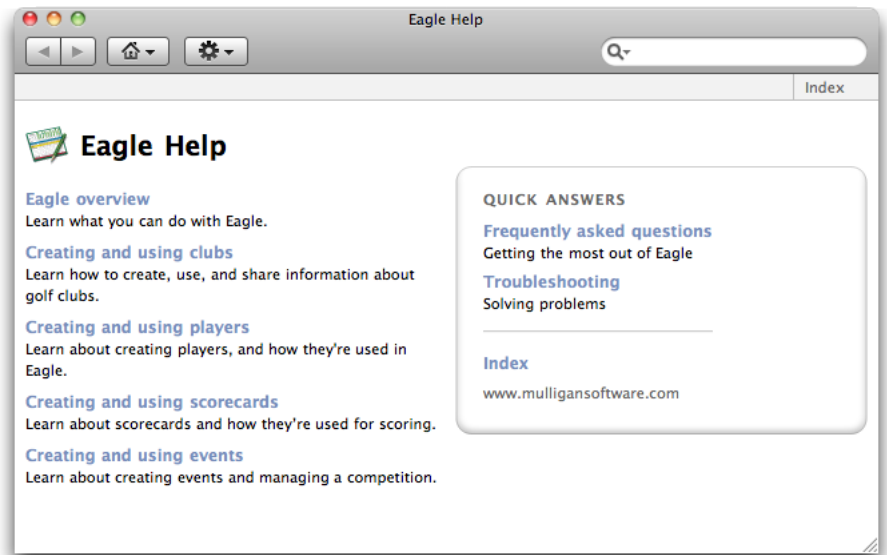 Eagle Help
Index
Eagle Help
Eagle overview
Learn what you can do with Eagle.
Creating and using clubs
Learn how to create, use, and share information about
golf clubs.
Creating and using players
Learn about creating players, and how they're used in
Eagle.
Creating and using scorecards
Learn about scorecards and how they're used for scoring.
Creating and using events
Learn about creating events and managing a competition.
QUICK ANSWERS
Frequently asked questions
Getting the most out of Eagle
Troubleshooting
Solving problems
Index
www.mulligansoftware.com